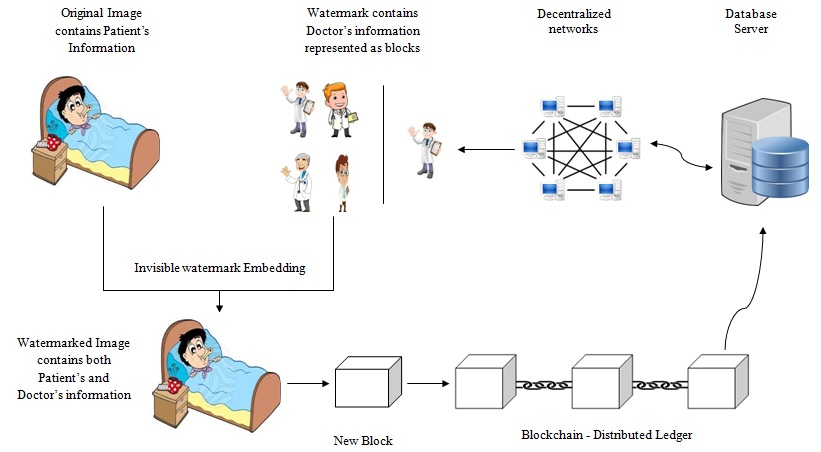 Original Image
contains Patient's
Information
Watermark contains
Doctor's information
represented as blocks
Decentralized
networks
Database
Server
Invisible watermark Embedding
Watermarked Image
contains both
Patient's and
Doctor's information
New Block
Blockchain - Distributed Ledger